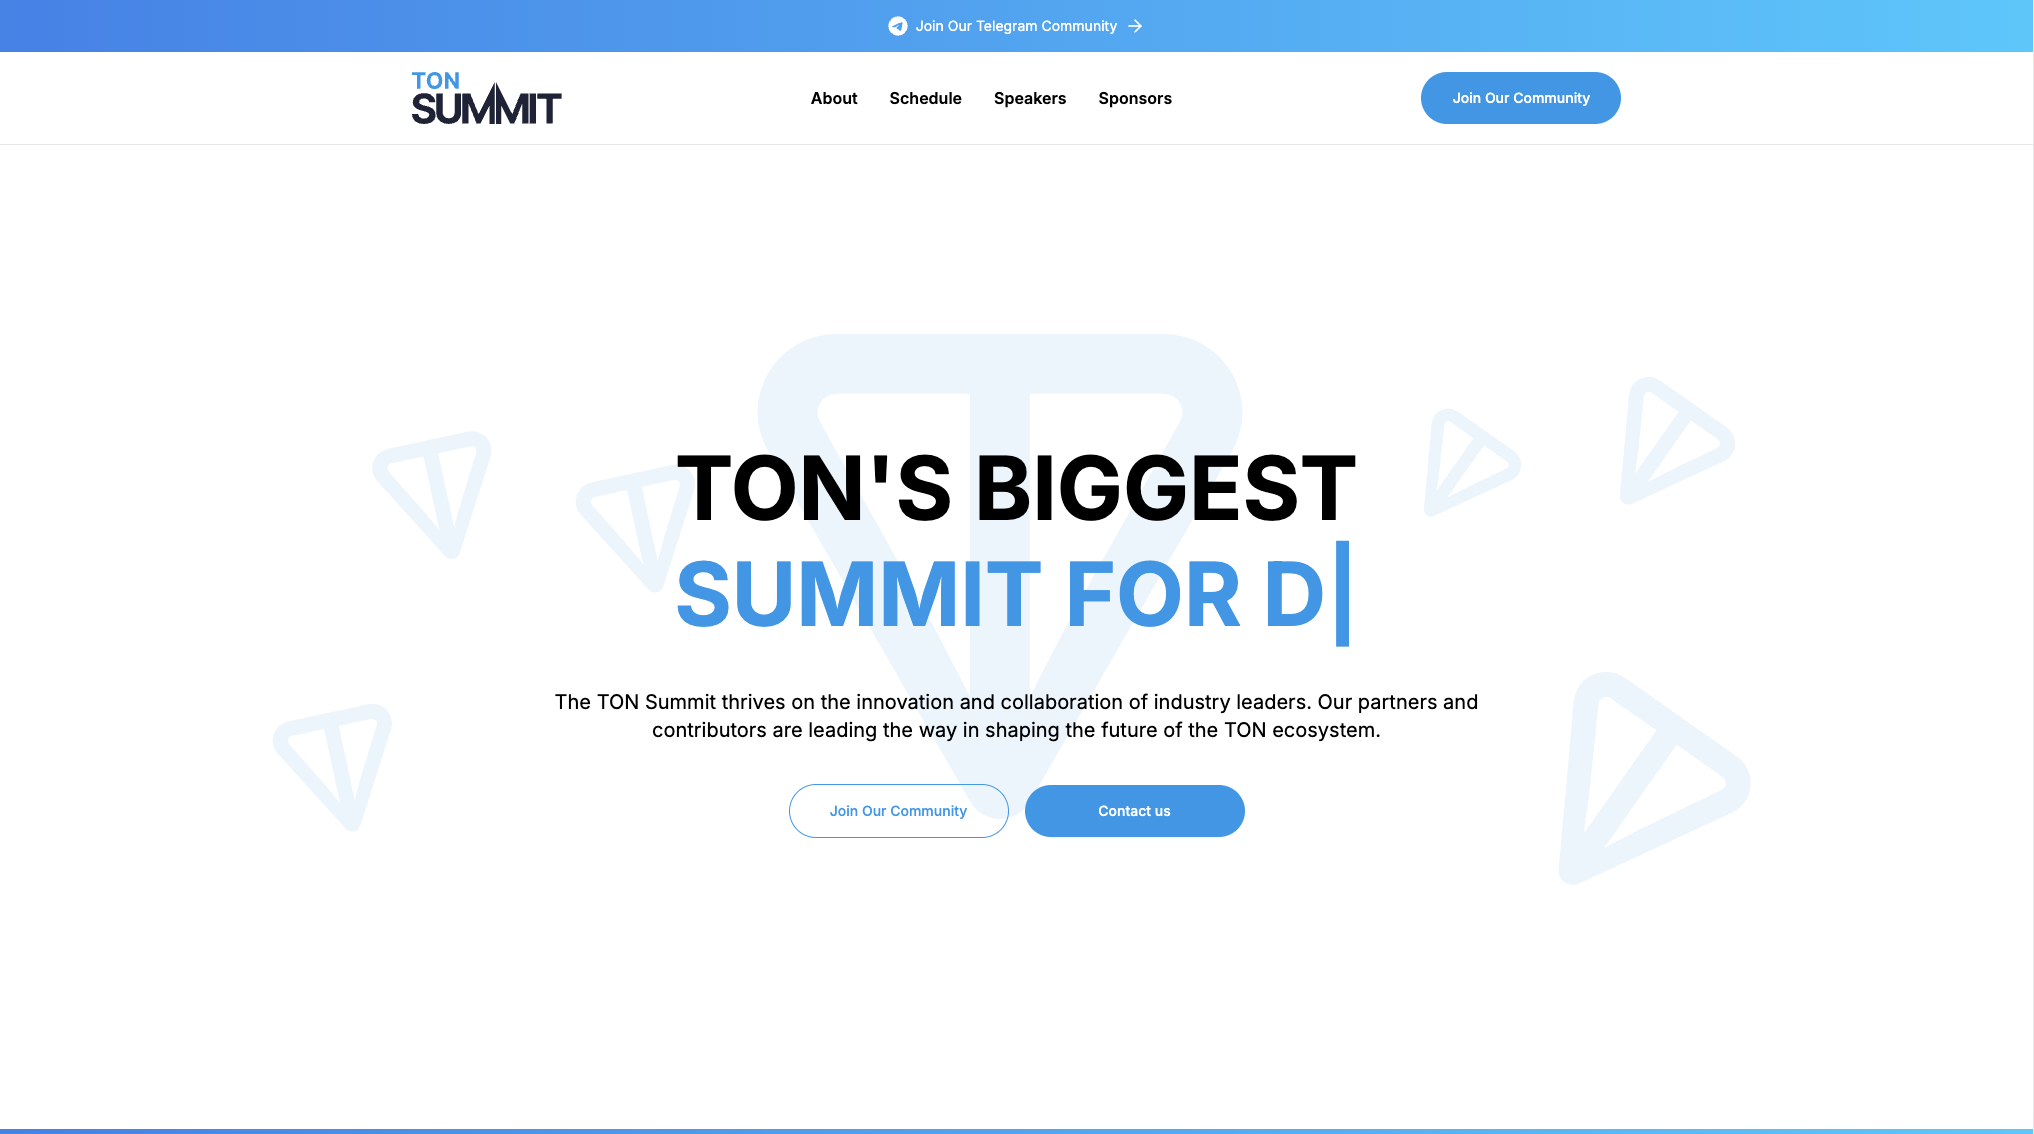 Join Our Telegram Community
TON
SUMMIT
About
Schedule
Speakers
Sponsors
Join Our Community
TON'S BIGGEST
SUMMIT FOR D|
The TON Summit thrives on the innovation and collaboration of industry leaders. Our partners and
contributors are leading the way in shaping the future of the TON ecosystem.
Join Our Community
Contact us